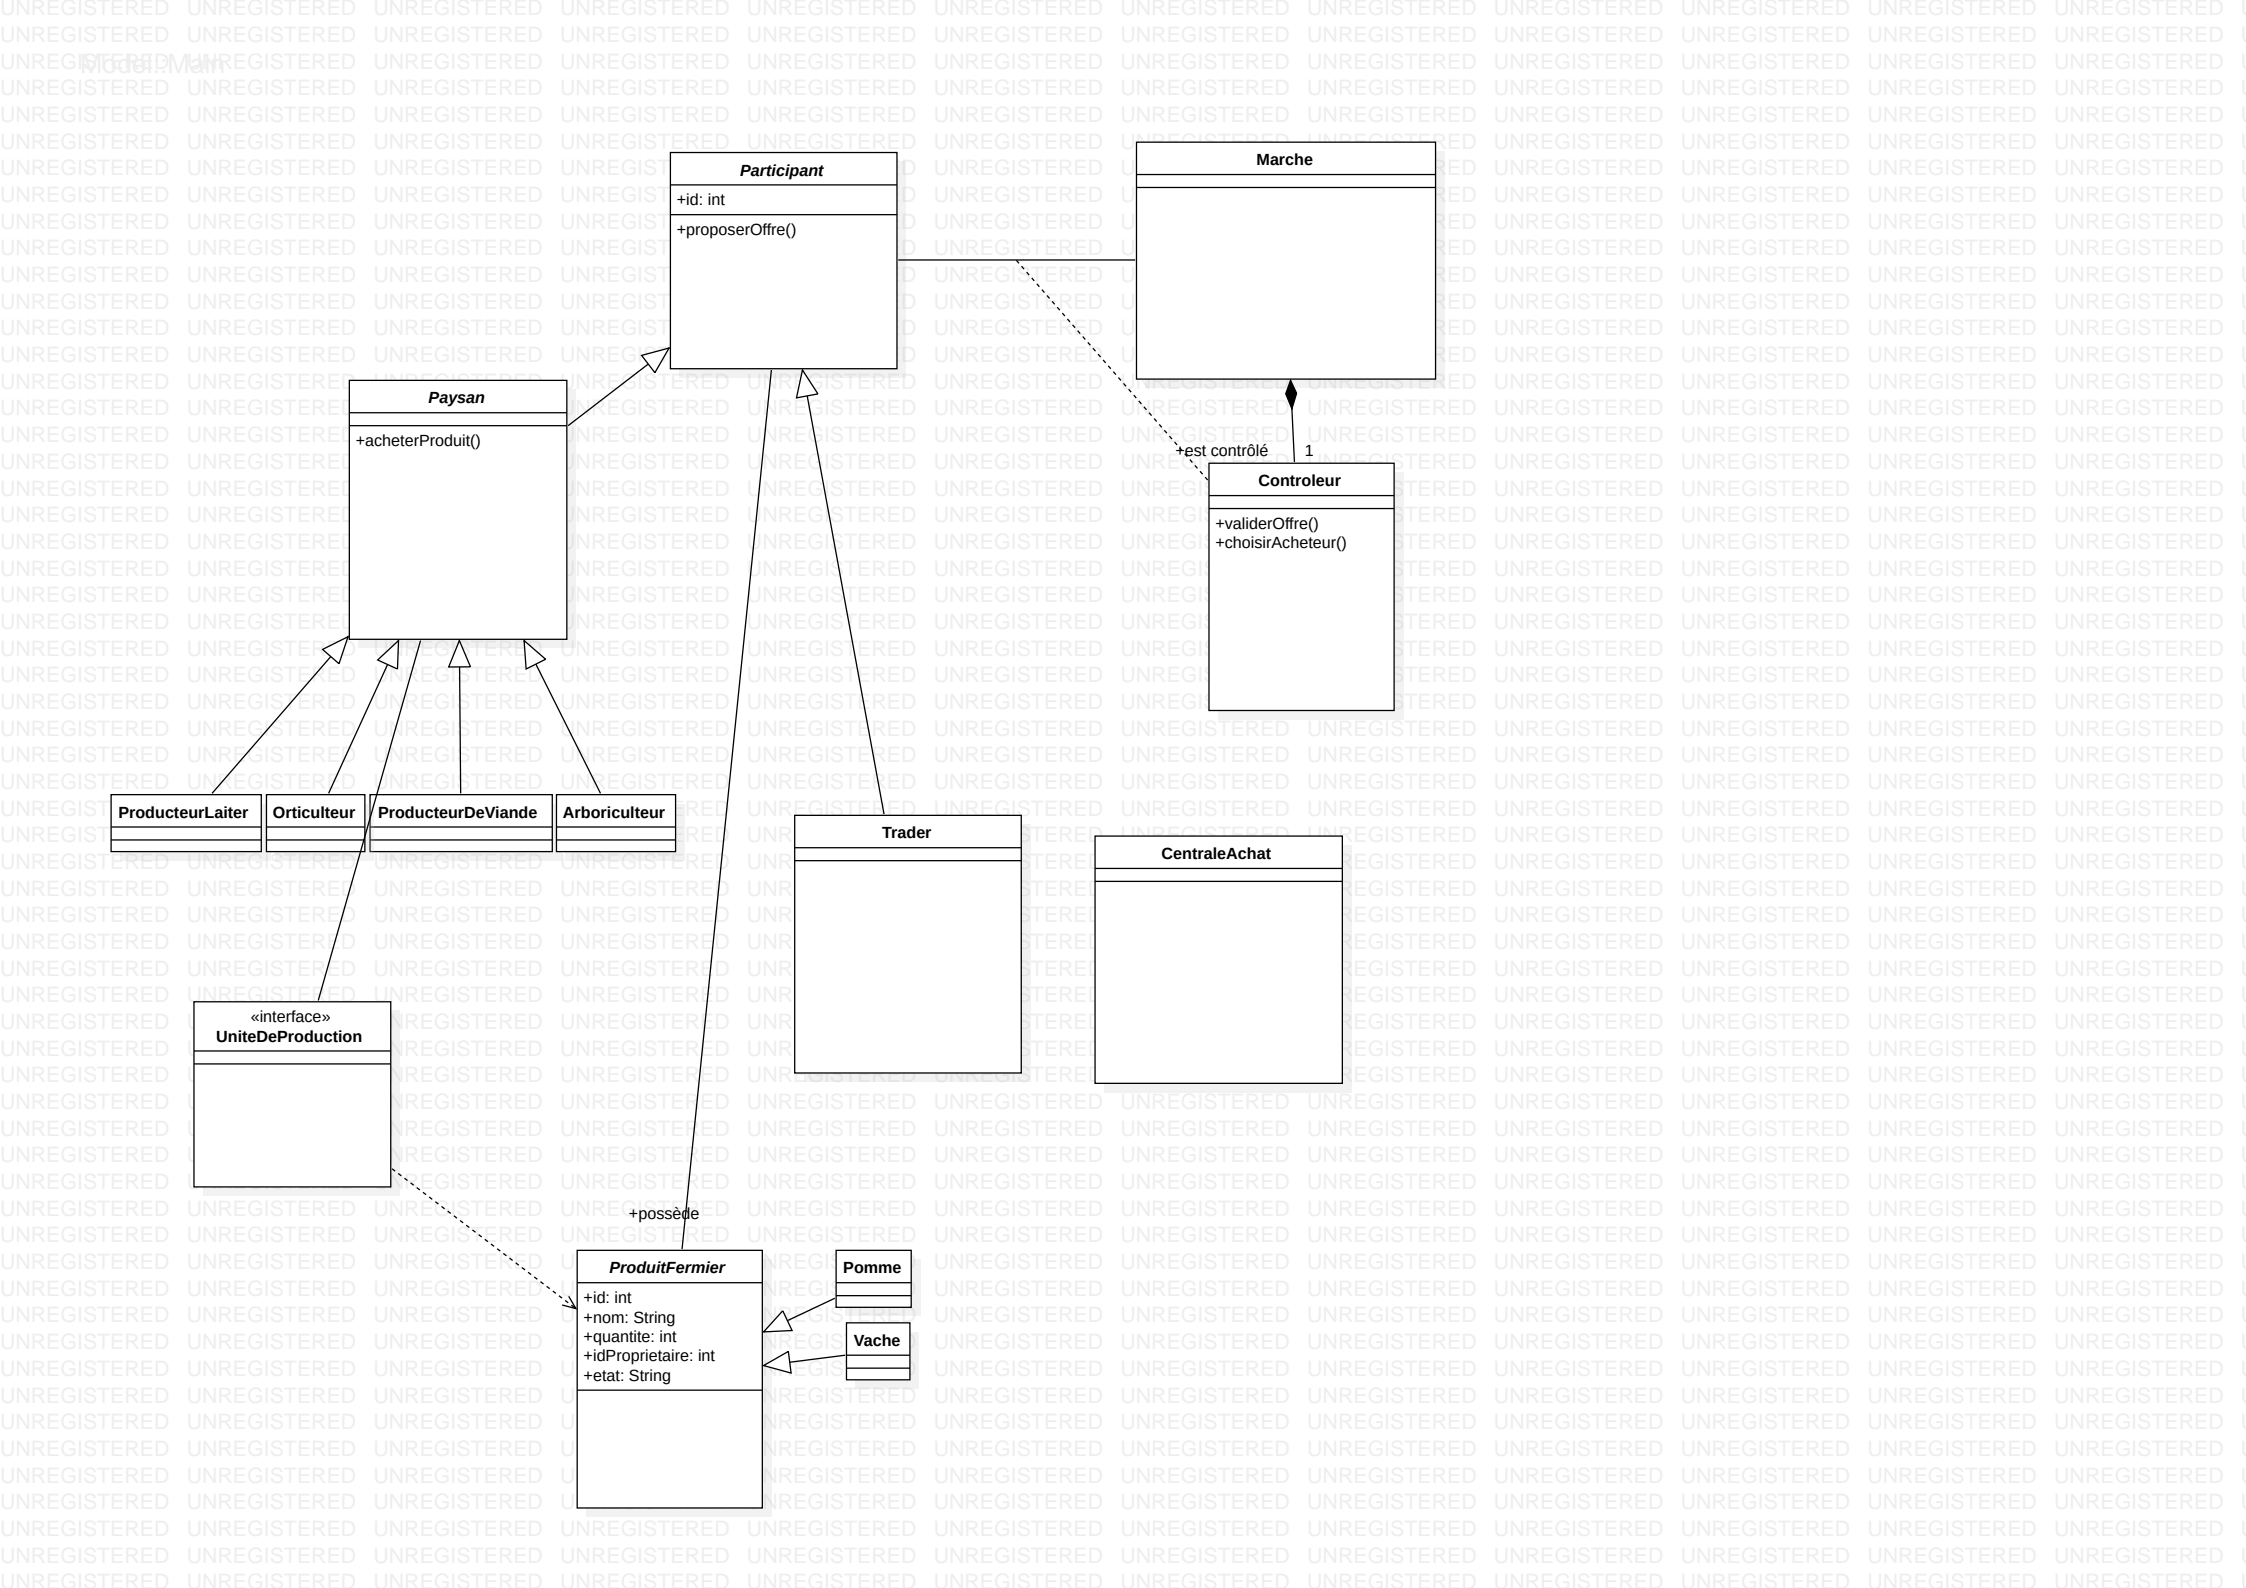 Model::Main
Participant
+id: int
+proposerOffre()
Marche
Paysan
+acheterProduit()
+est contrôlé
1
Controleur
+validerOffre()
+choisirAcheteur()
ProducteurLaiter
Orticulteur
ProducteurDeViande
Arboriculteur
Trader
CentraleAchat
«interface»
UniteDeProduction
+possède
ProduitFermier
+id: int
+nom: String
+quantite: int
+idProprietaire: int
+etat: String
Pomme
Vache
UNREGISTERED